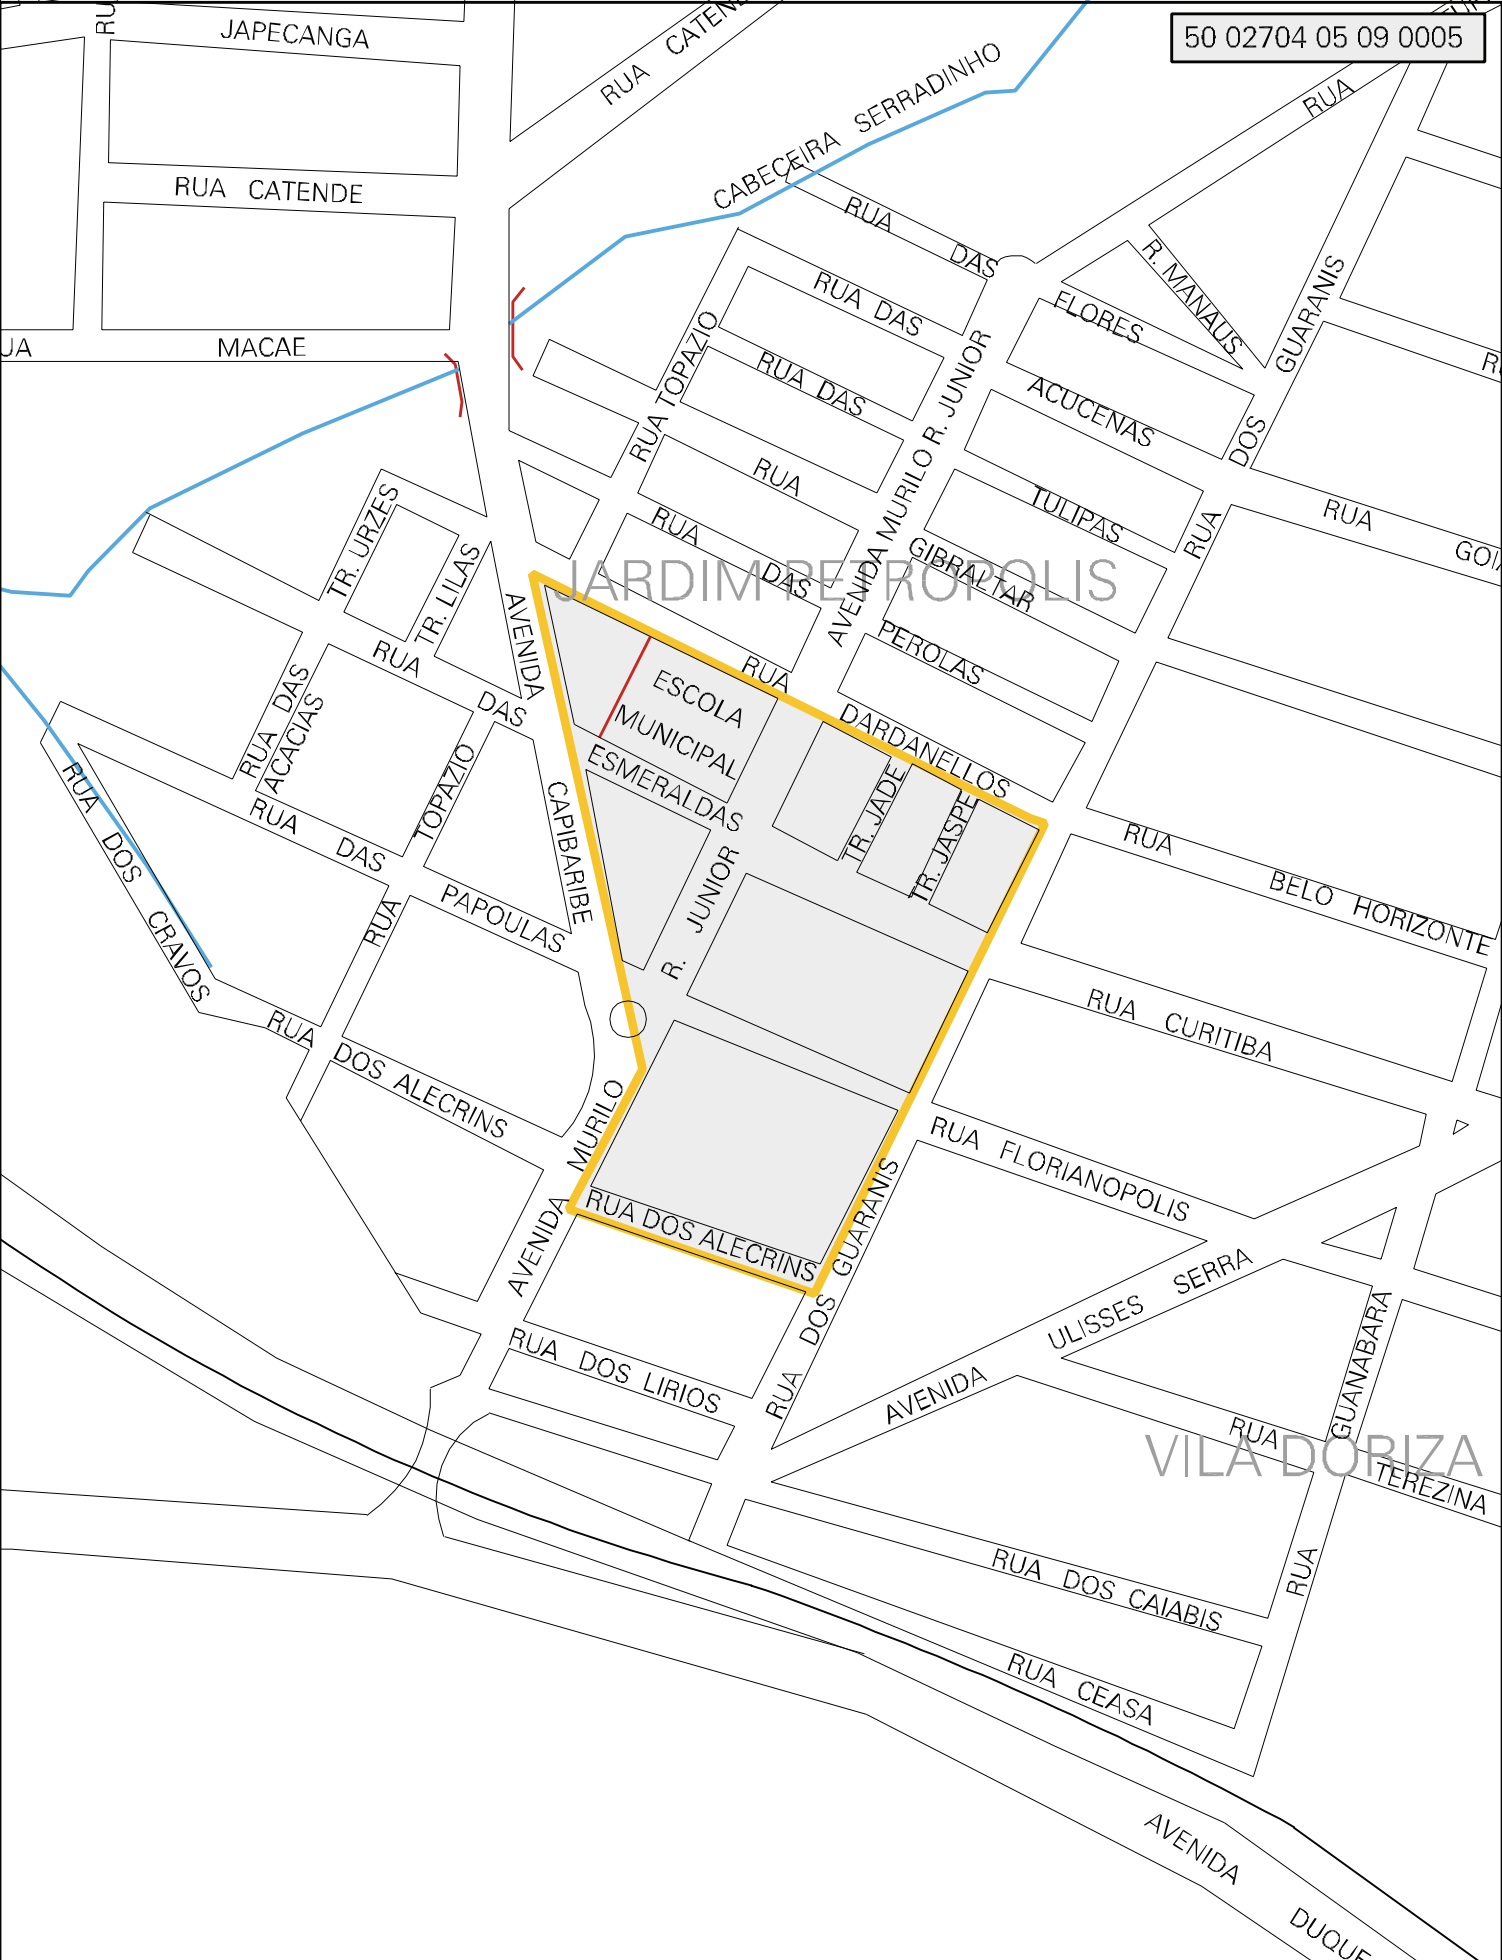 50 02704 05 09 0005
JAPECANGA
RUA CATENDE
RUA
CABECEIRA SERRADINHO
RUA CATENDE
RUA DAS
FLORES
R. MANAUS
RUA DOS GUARANIS
MACAE
RUA DAS
ACUCENAS
RUA TOPAZIO
RUA DAS
TULIPAS
AVENIDA MURILO R. JUNIOR
RUA
GIBRALTAR
RUA DAS
PEROLAS
RUA
TR. URZES
TR. LILAS
JARDIM PETROPOLIS
AVENIDA CAPIBARIBE
RUA DARDANELLOS
ESCOLA
MUNICIPAL
RUA DAS
ESMERALDAS
RUA DAS
ACACIAS
TR. JADE
TR. JASPE
RUA TOPAZIO
RUA DOS CRAVOS
RUA DAS PAPOULAS
RUA BELO HORIZONTE
AVENIDA MURILO R. JUNIOR
RUA CURITIBA
RUA DOS ALECRINS
RUA FLORIANOPOLIS
RUA DOS ALECRINS
RUA DOS GUARANIS
AVENIDA ULISSES SERRA
RUA DOS LIRIOS
RUA GUANABARA
RUA TEREZINA
VILA DORIZA
RUA DOS CAIABIS
RUA CEASA
AVENIDA DUQUE